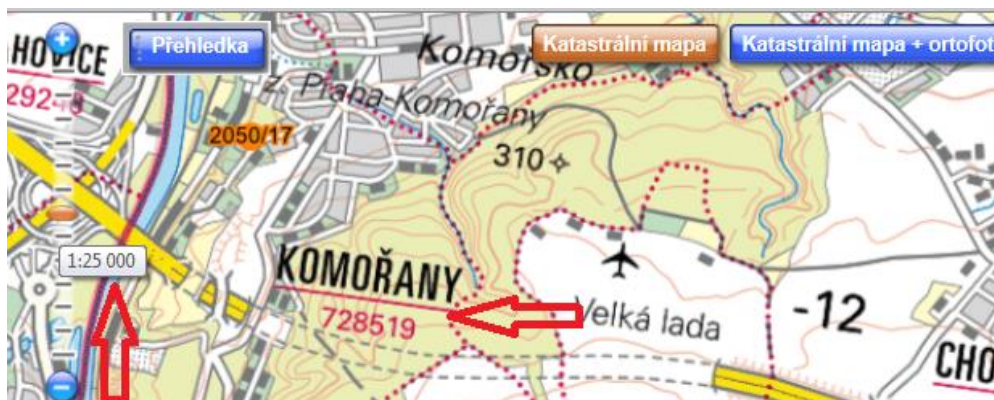 HOVICE
Přehledka
Komořsko
Katastrální mapa
Katastrální mapa + ortofot
z. Praha-Komořany
2050/17
310
1:25 000
KOMOŘANY
728519
Velká lada
-12
CHO